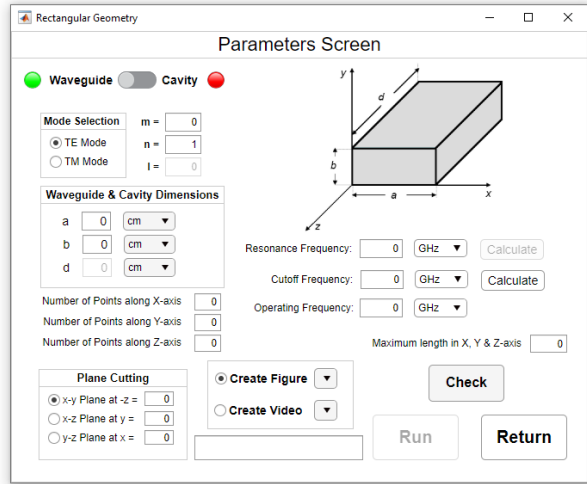 Rectangular Geometry
Parameters Screen
Waveguide Cavity
Mode Selection
TE Mode
TM Mode
m = 0
n = 1
l = 0
y
d
b
a
x
z
Waveguide & Cavity Dimensions
a 0 cm
b 0 cm
d 0 cm
Resonance Frequency: 0 GHz Calculate
Cutoff Frequency: 0 GHz Calculate
Operating Frequency: 0 GHz
Number of Points along X-axis 0
Number of Points along Y-axis 0
Number of Points along Z-axis 0
Maximum length in X, Y & Z-axis 0
Plane Cutting
x-y Plane at -z = 0
x-z Plane at y = 0
y-z Plane at x = 0
Create Figure
Create Video
Check
Run
Return